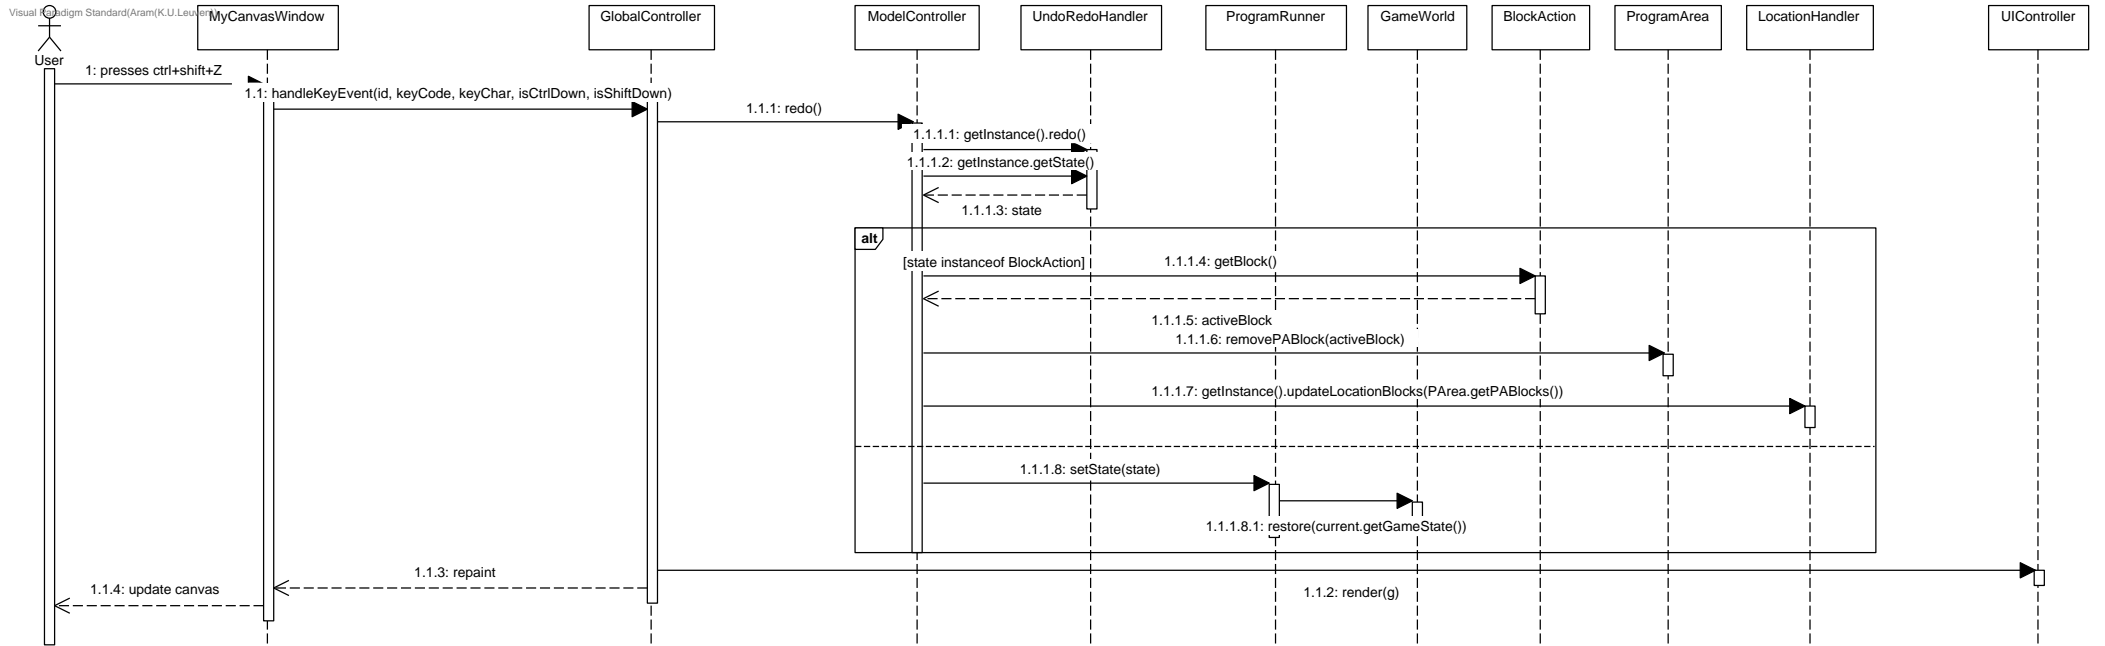 Visual Paradigm Standard(Aram(K.U.Leuven))
User
MyCanvasWindow
GlobalController
ModelController
UndoRedoHandler
ProgramRunner
GameWorld
BlockAction
ProgramArea
LocationHandler
UIController
1: presses ctrl+shift+Z
1.1: handleKeyEvent(id, keyCode, keyChar, isCtrlDown, isShiftDown)
1.1.1: redo()
1.1.1.1: getInstance().redo()
1.1.1.2: getInstance.getState()
1.1.1.3: state
alt
[state instanceof BlockAction]
1.1.1.4: getBlock()
1.1.1.5: activeBlock
1.1.1.6: removePABlock(activeBlock)
1.1.1.7: getInstance().updateLocationBlocks(PArea.getPABlocks())
1.1.1.8: setState(state)
1.1.1.8.1: restore(current.getGameState())
1.1.3: repaint
1.1.4: update canvas
1.1.2: render(g)